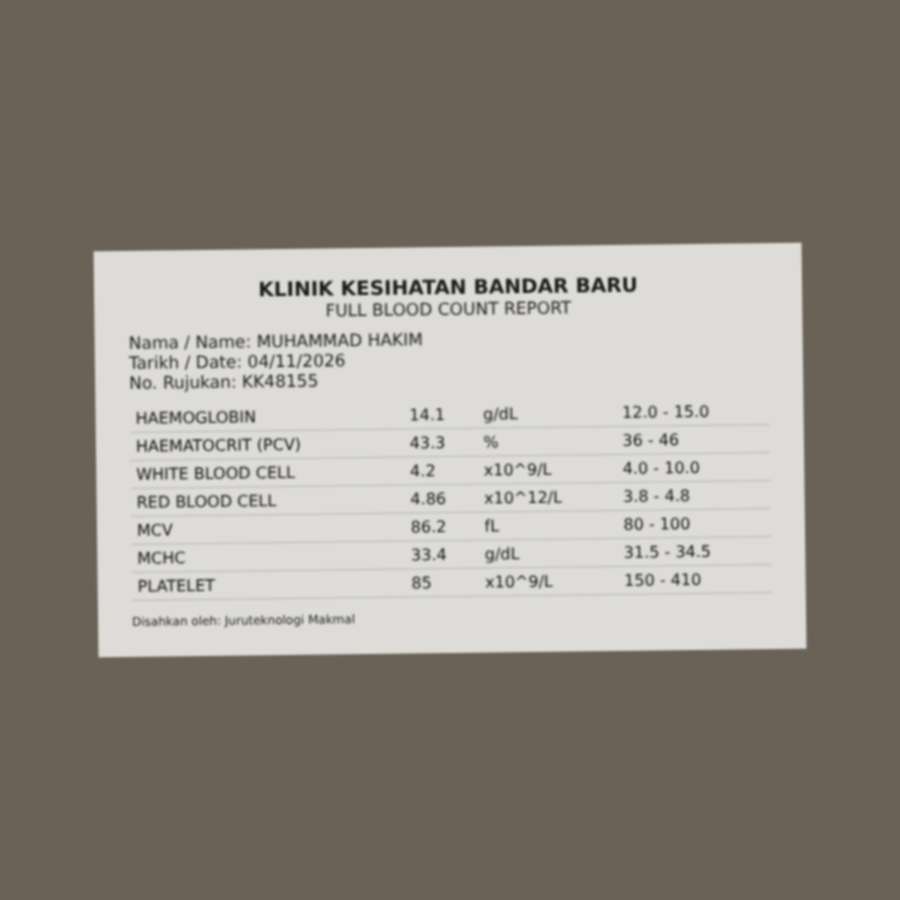 KLINIK KESIHATAN BANDAR BARU
FULL BLOOD COUNT REPORT
Nama / Name: MUHAMMAD HAKIM
Tarikh / Date: 04/11/2026
No. Rujukan: KK48155
HAEMOGLOBIN 14.1 g/dL 12.0 - 15.0
HAEMATOCRIT (PCV) 43.3 % 36 - 46
WHITE BLOOD CELL 4.2 x10^9/L 4.0 - 10.0
RED BLOOD CELL 4.86 x10^12/L 3.8 - 4.8
MCV 86.2 fL 80 - 100
MCHC 33.4 g/dL 31.5 - 34.5
PLATELET 85 x10^9/L 150 - 410
Disahkan oleh: Juruteknologi Makmal